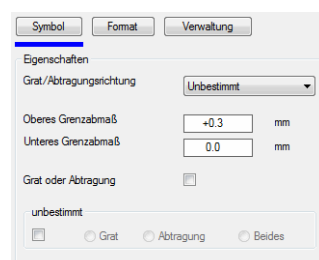 Symbol Format Verwaltung
Eigenschaften
Grat/Abtragungsrichtung Unbestimmt
Oberes Grenzabmaß +0.3 mm
Unteres Grenzabmaß 0.0 mm
Grat oder Abtragung
unbestimmt
Grat Abtragung Beides